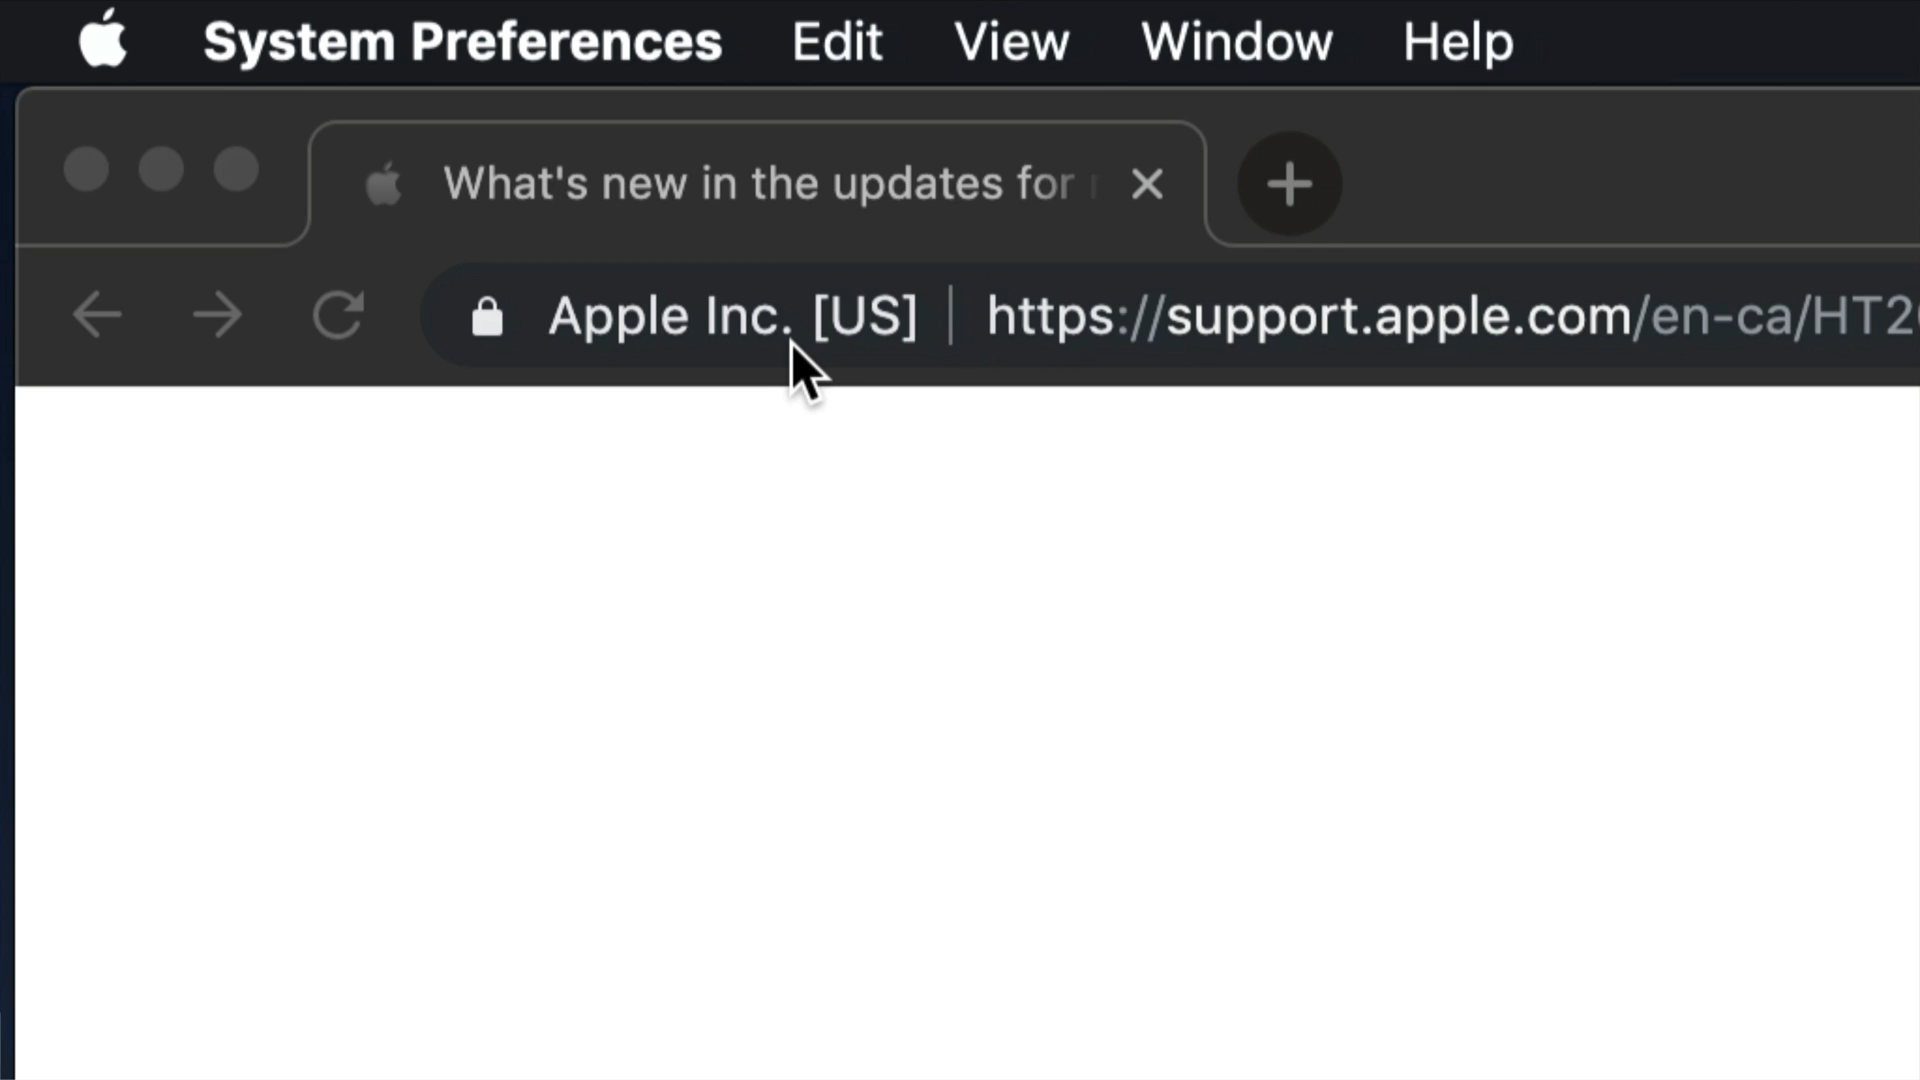 System Preferences Edit View Window Help
What's new in the updates for
Apple Inc. [US] | https://support.apple.com/en-ca/HT2